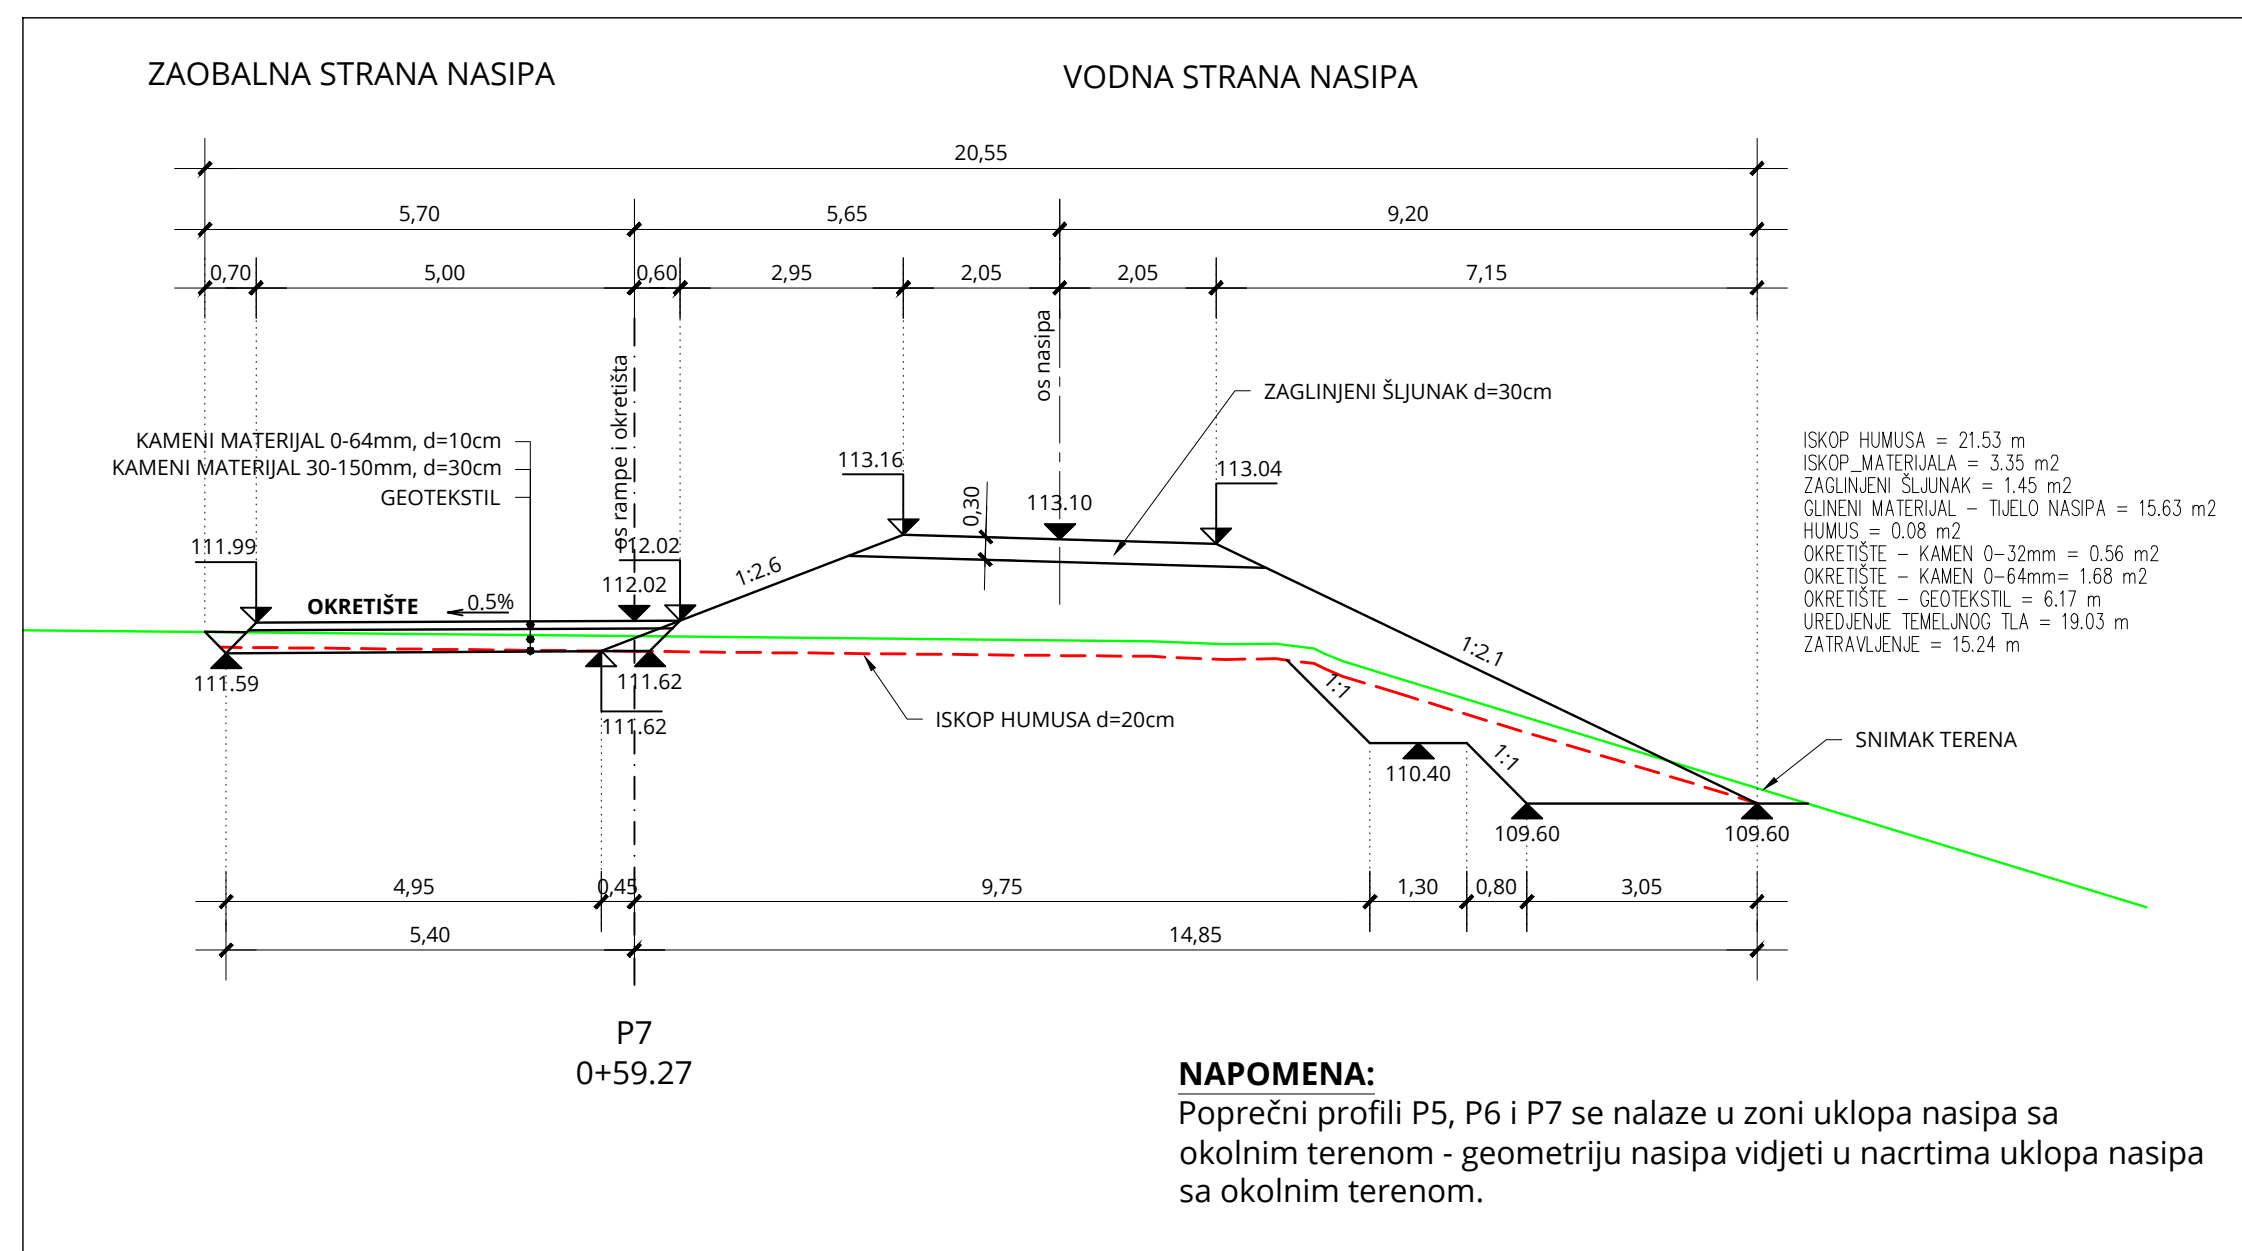 ZAOBALNA STRANA NASIPA
VODNA STRANA NASIPA
20,55
5,70
5,65
9,20
0,70
5,00
0,60
2,95
2,05
2,05
7,15
os rampe i okretišta
os nasipa
ZAGLINJENI ŠLJUNAK d=30cm
KAMENI MATERIJAL 0-64mm, d=10cm
KAMENI MATERIJAL 30-150mm, d=30cm
GEOTEKSTIL
113.16
113.04
0,30
113.10
111.99
112.02
112.02
1:2.6
OKRETIŠTE
0.5%
ISKOP HUMUSA = 21.53 m
ISKOP_MATERIJALA = 3.35 m2
ZAGLINJENI ŠLJUNAK = 1.45 m2
GLINENI MATERIJAL - TIJELO NASIPA = 15.63 m2
HUMUS = 0.08 m2
OKRETIŠTE - KAMEN 0-32mm = 0.56 m2
OKRETIŠTE - KAMEN 0-64mm= 1.68 m2
OKRETIŠTE - GEOTEKSTIL = 6.17 m
UREDJENJE TEMELJNOG TLA = 19.03 m
ZATRAVLJENJE = 15.24 m
1:2.1
111.59
111.62
111.62
1:1
ISKOP HUMUSA d=20cm
1:1
110.40
SNIMAK TERENA
109.60
109.60
4,95
0,45
9,75
1,30
0,80
3,05
5,40
14,85
P7
0+59.27
NAPOMENA:
Poprečni profili P5, P6 i P7 se nalaze u zoni uklopa nasipa sa
okolnim terenom - geometriju nasipa vidjeti u nacrtima uklopa nasipa
sa okolnim terenom.